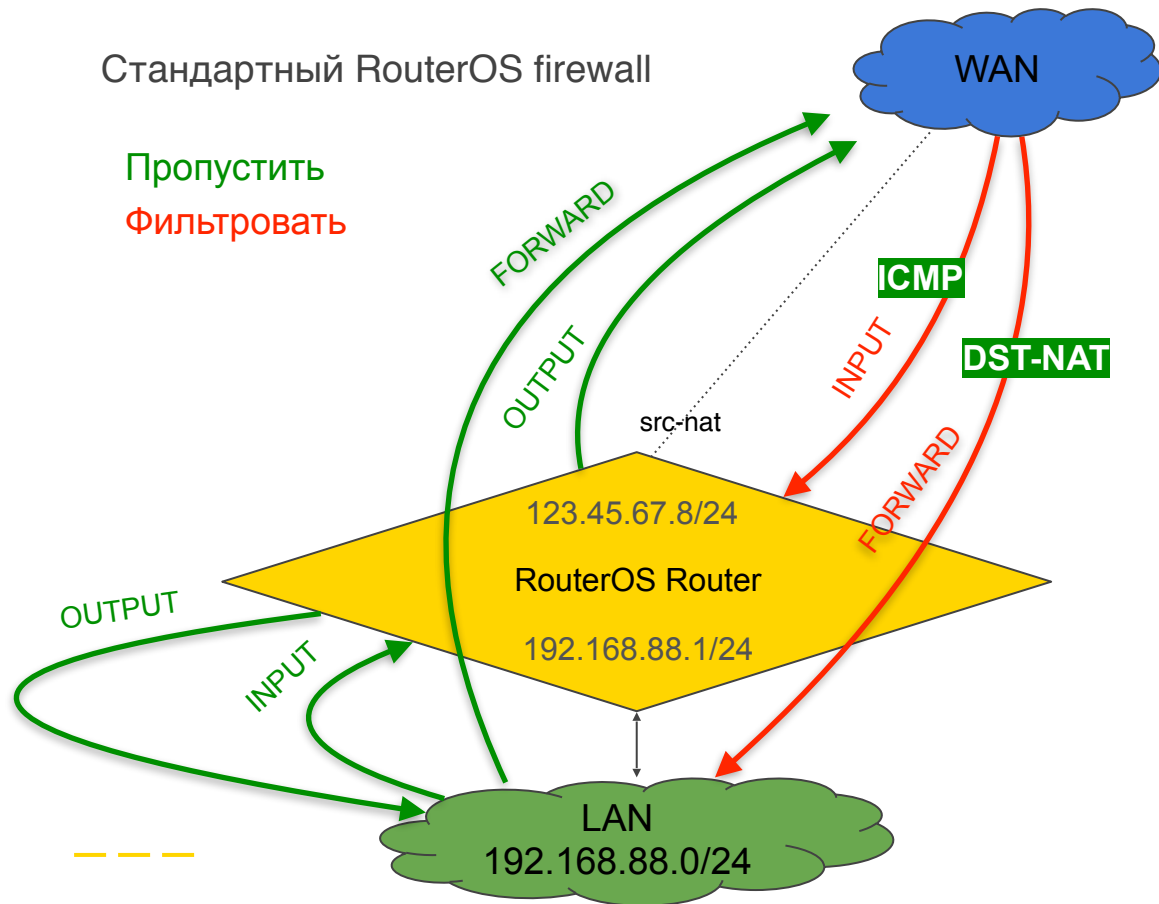 Стандартный RouterOS firewall
WAN
Пропустить
Фильтровать
FORWARD
OUTPUT
ICMP
INPUT
DST-NAT
FORWARD
src-nat
123.45.67.8/24
RouterOS Router
192.168.88.1/24
OUTPUT
INPUT
LAN
192.168.88.0/24